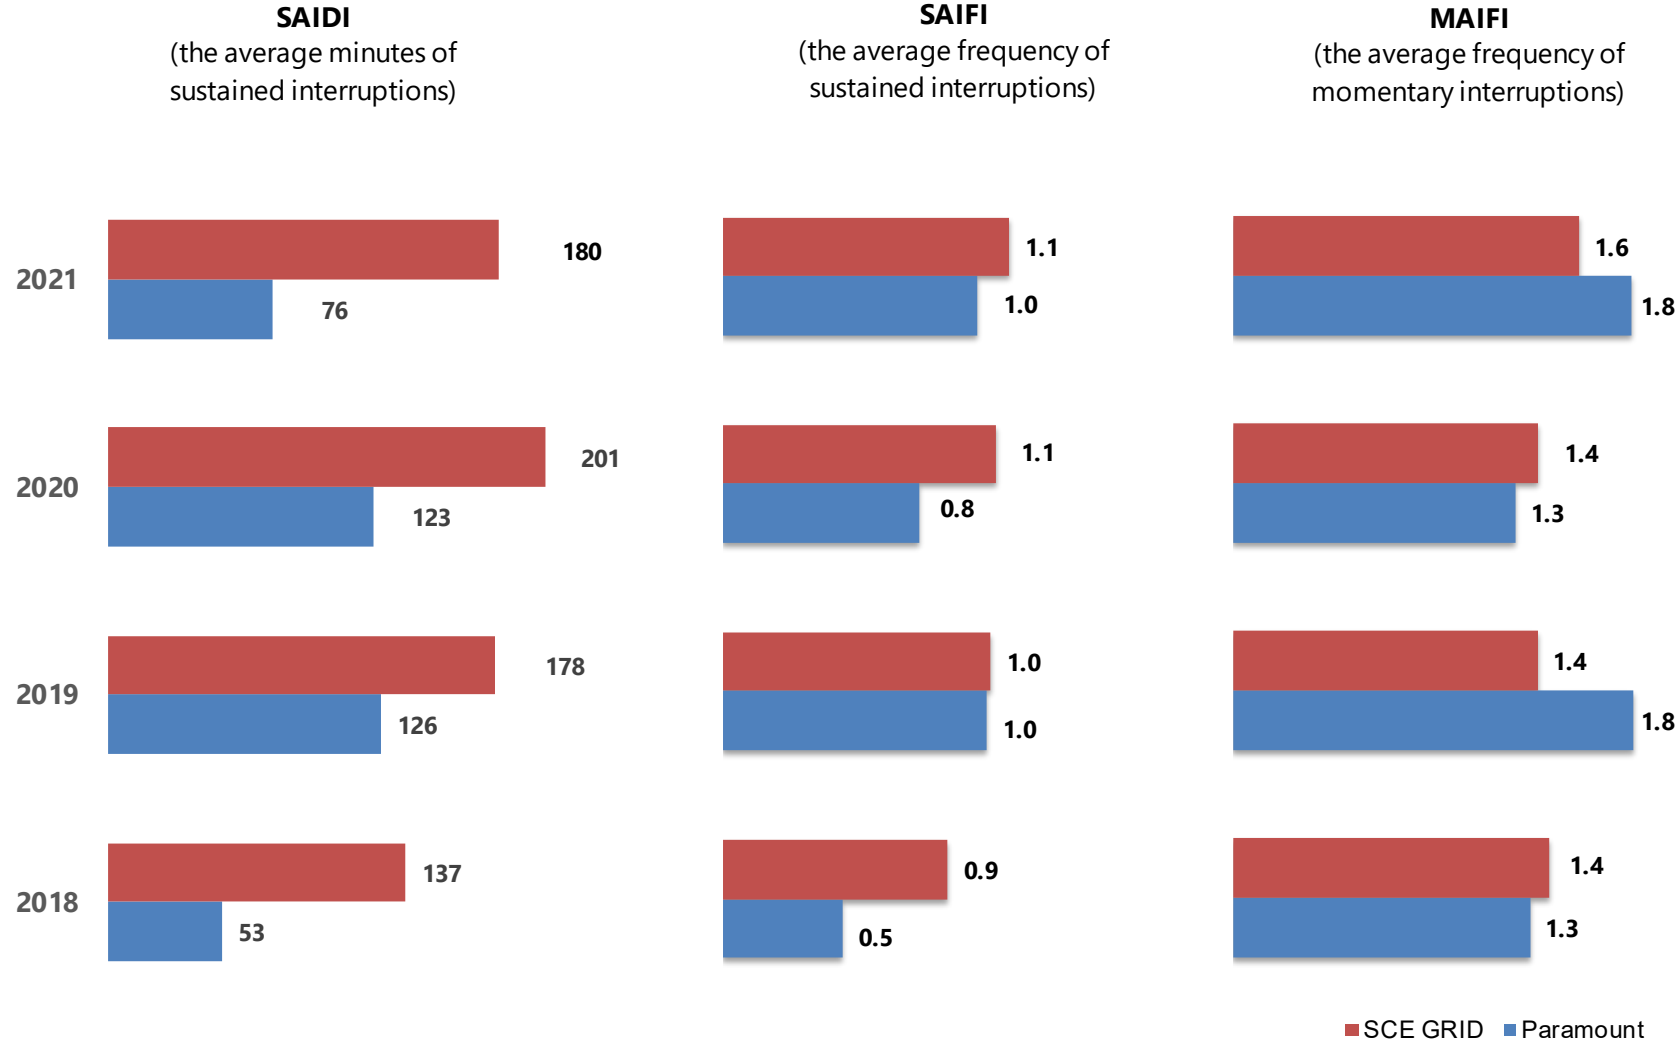 SAIDI
(the average minutes of
sustained interruptions)
SAIFI
(the average frequency of
sustained interruptions)
MAIFI
(the average frequency of
momentary interruptions)
2021
180
76
1.1
1.0
1.6
1.8
2020
201
123
1.1
0.8
1.4
1.3
2019
178
126
1.0
1.0
1.4
1.8
2018
137
53
0.9
0.5
1.4
1.3
SCE GRID Paramount